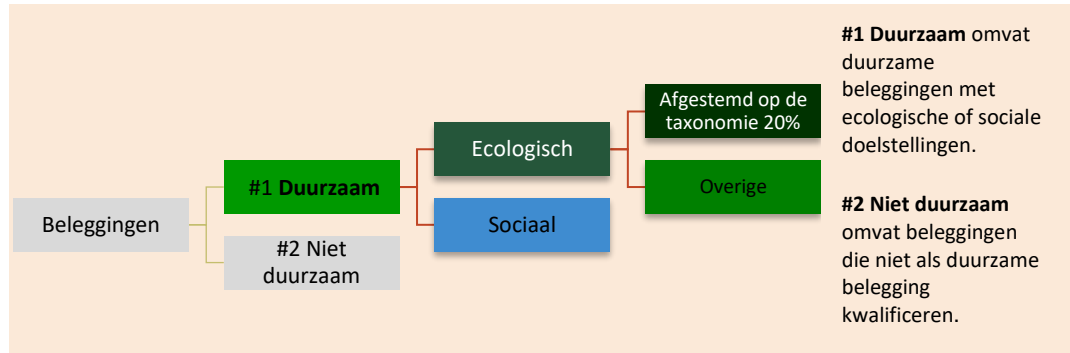 Beleggingen
#1 Duurzaam
#2 Niet
duurzaam
Ecologisch
Sociaal
Afgestemd op de
taxonomie 20%
Overige
#1 Duurzaam omvat
duurzame
beleggingen met
ecologische of sociale
doelstellingen.
#2 Niet duurzaam
omvat beleggingen
die niet als duurzame
belegging
kwalificeren.